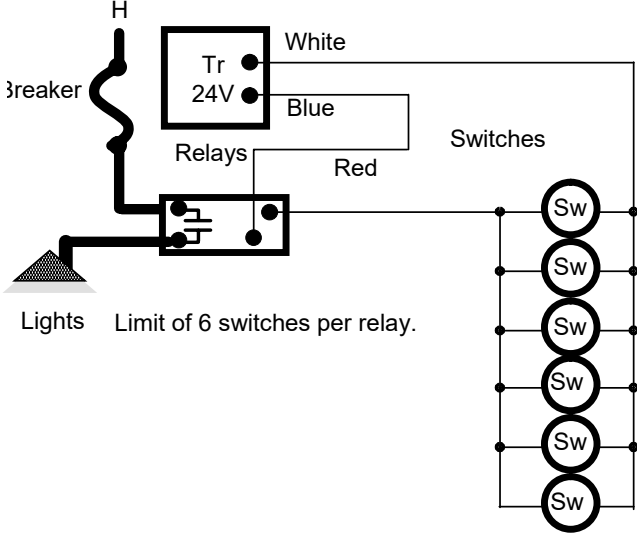 H
White
Tr
24V
Breaker
Blue
Switches
Relays
Red
Sw
Sw
Sw
Sw
Sw
Sw
Lights
Limit of 6 switches per relay.